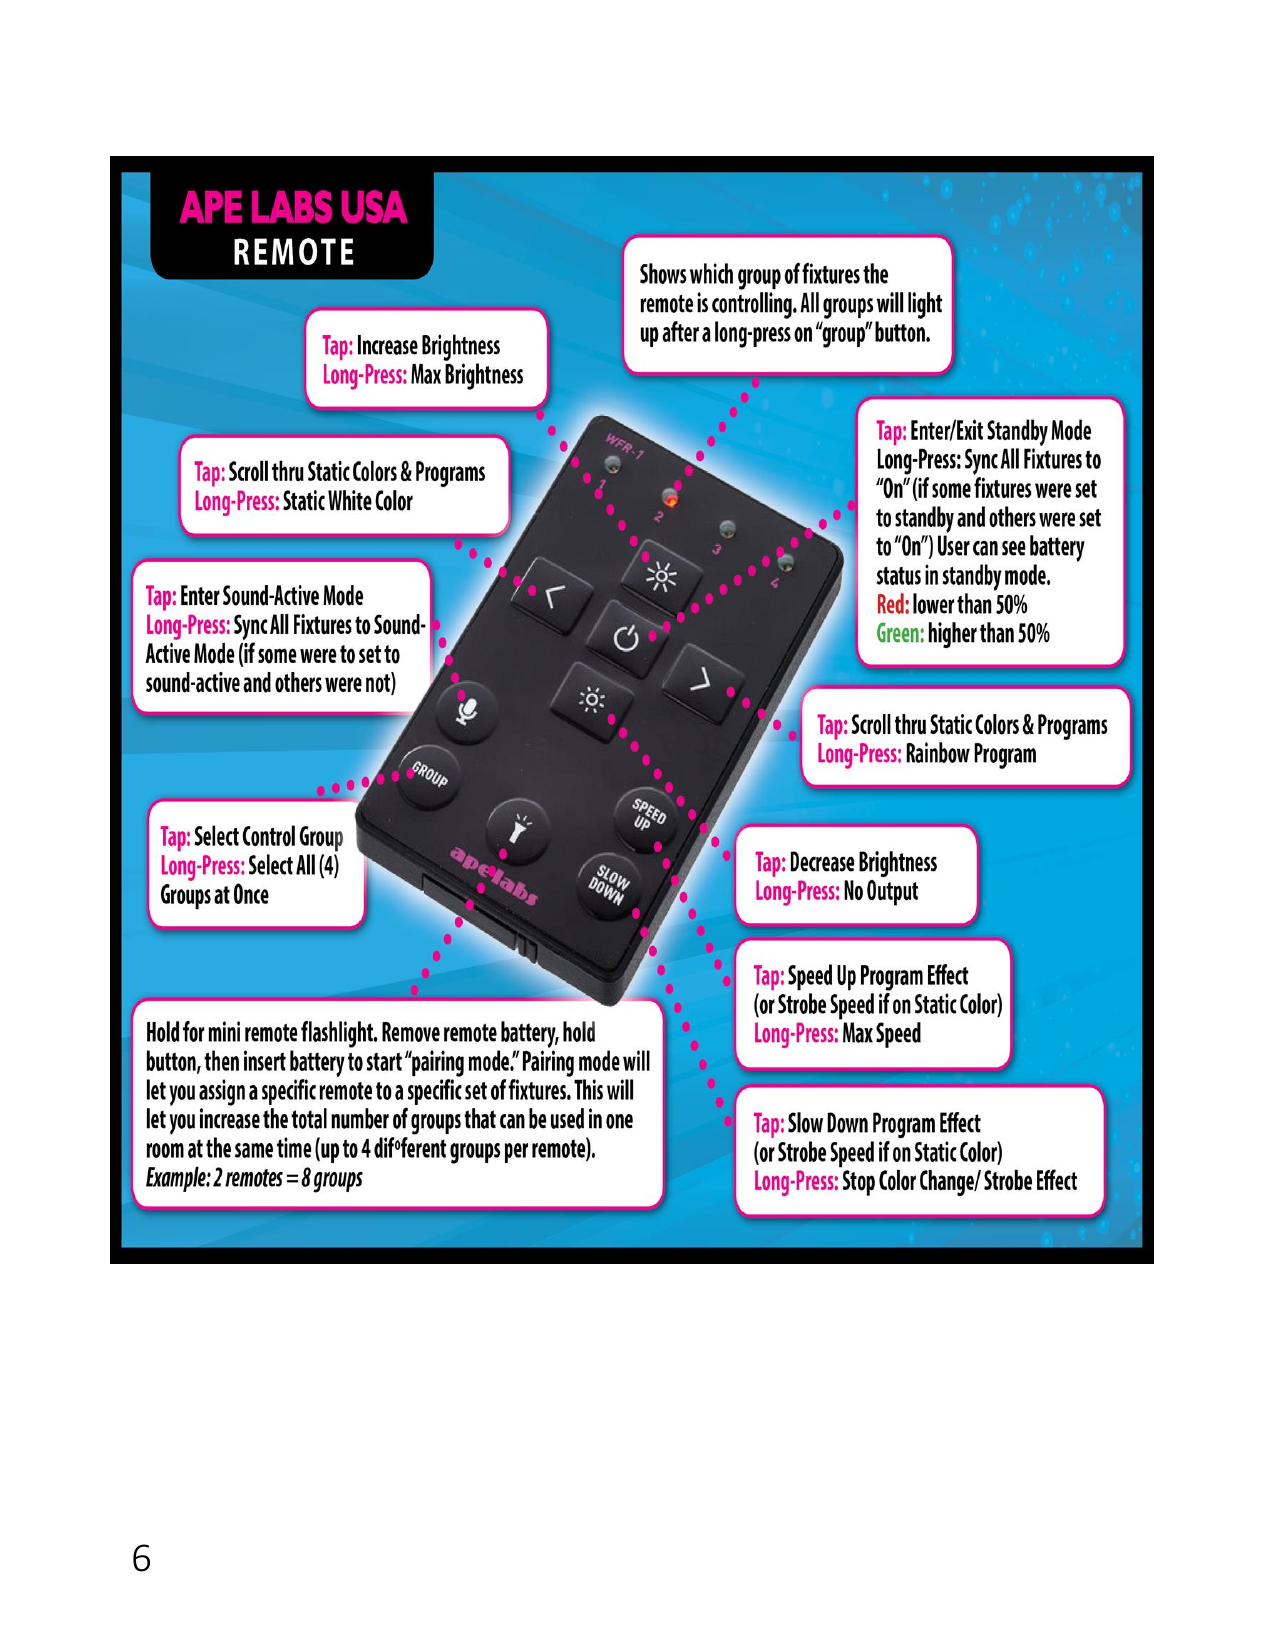 APE LABS USA
REMOTE
Shows which group of fixtures the
remote is controlling. All groups will light
up after a long-press on “group” button.
Tap: Increase Brightness
Long-Press: Max Brightness
Tap: Enter/Exit Standby Mode
Long-Press: Sync All Fixtures to
“On” (if some fixtures were set
to standby and others were set
to “On”) User can see battery
status in standby mode.
Red: lower than 50%
Green: higher than 50%
Tap: Scroll thru Static Colors & Programs
Long-Press: Static White Color
Tap: Enter Sound-Active Mode
Long-Press: Sync All Fixtures to Sound-
Active Mode (if some were to set to
sound-active and others were not)
WFR-1
1
2
3
4
GROUP
SPEED
UP
SLOW
DOWN
ape labs
Tap: Scroll thru Static Colors & Programs
Long-Press: Rainbow Program
Tap: Select Control Group
Long-Press: Select All (4)
Groups at Once
Tap: Decrease Brightness
Long-Press: No Output
Tap: Speed Up Program Effect
(or Strobe Speed if on Static Color)
Long-Press: Max Speed
Hold for mini remote flashlight. Remove remote battery, hold
button, then insert battery to start “pairing mode.” Pairing mode will
let you assign a specific remote to a specific set of fixtures. This will
let you increase the total number of groups that can be used in one
room at the same time (up to 4 difºferent groups per remote).
Example: 2 remotes = 8 groups
Tap: Slow Down Program Effect
(or Strobe Speed if on Static Color)
Long-Press: Stop Color Change/ Strobe Effect
6